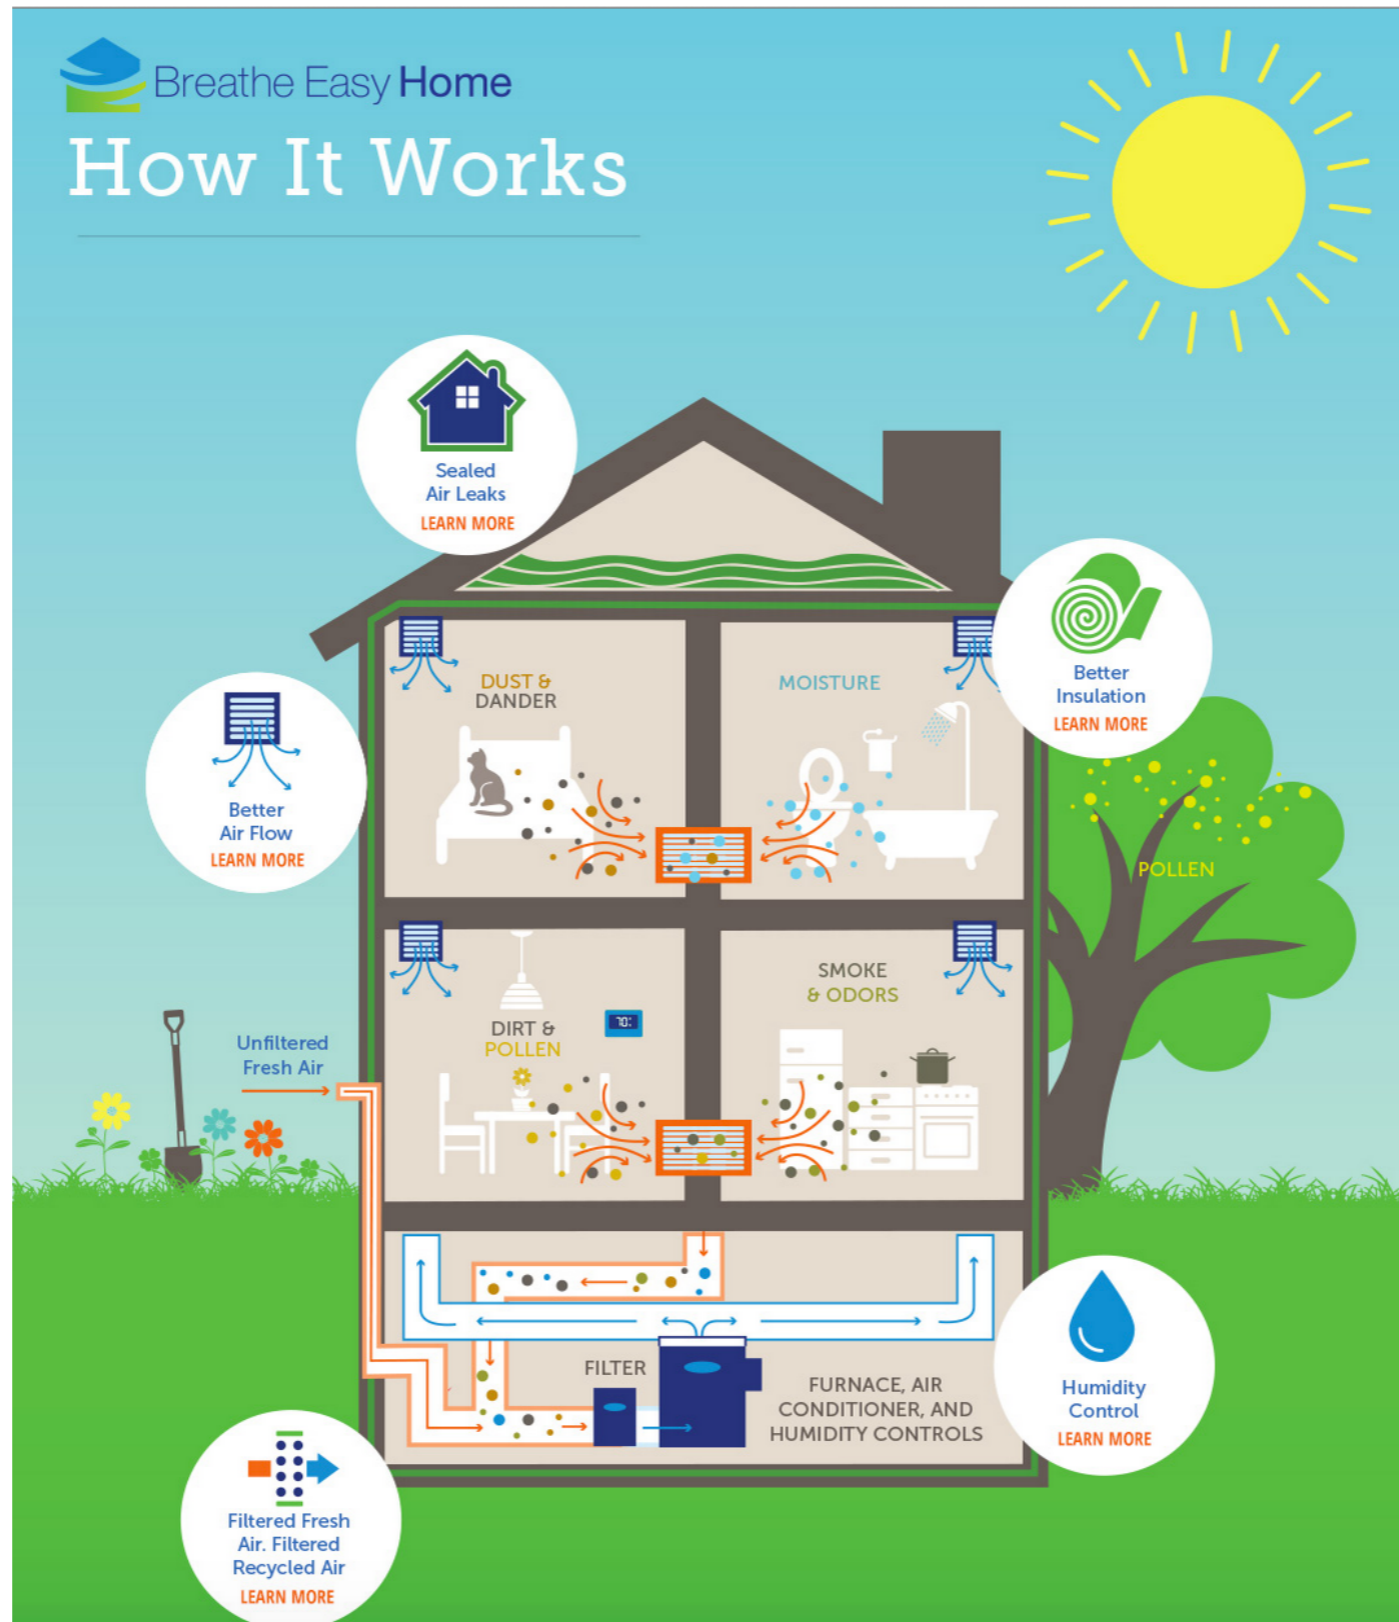 Breathe Easy Home
How It Works
Sealed
Air Leaks
LEARN MORE
Better
Insulation
LEARN MORE
DUST &
DANDER
MOISTURE
Better
Air Flow
LEARN MORE
POLLEN
SMOKE
& ODORS
DIRT &
POLLEN
70°
Unfiltered
Fresh Air
FILTER
FURNACE, AIR
CONDITIONER, AND
HUMIDITY CONTROLS
Humidity
Control
LEARN MORE
Filtered Fresh
Air. Filtered
Recycled Air
LEARN MORE